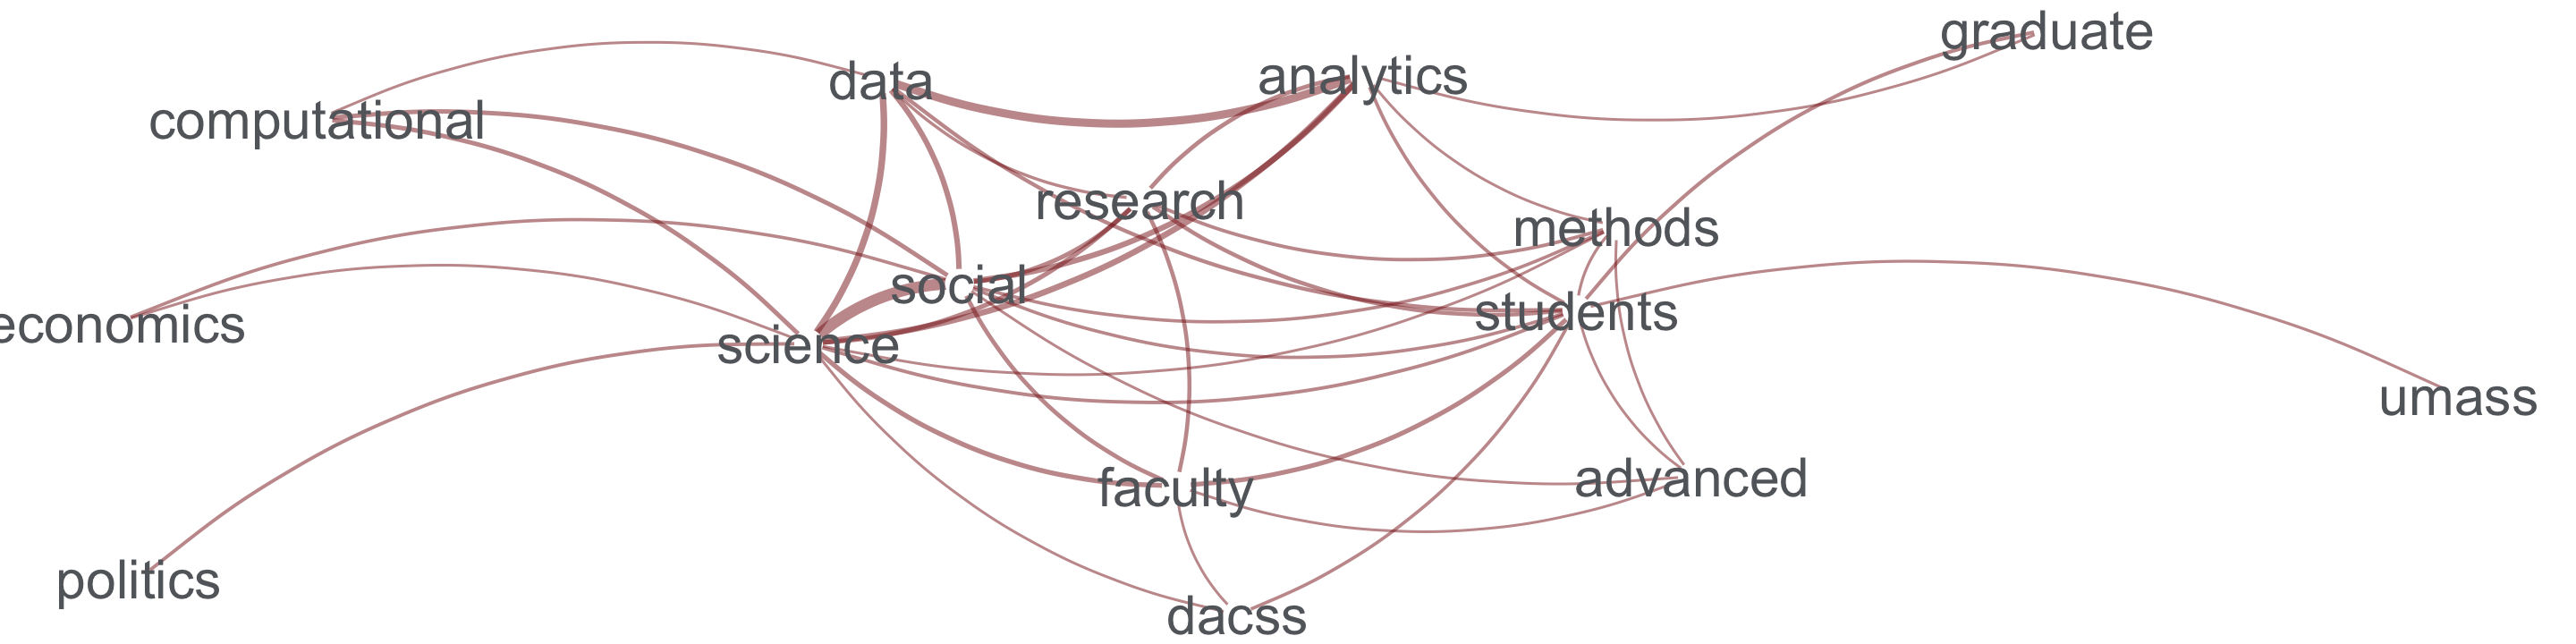 graduate
data
analytics
computational
research
methods
social
students
economics
science
umass
advanced
faculty
politics
dacss